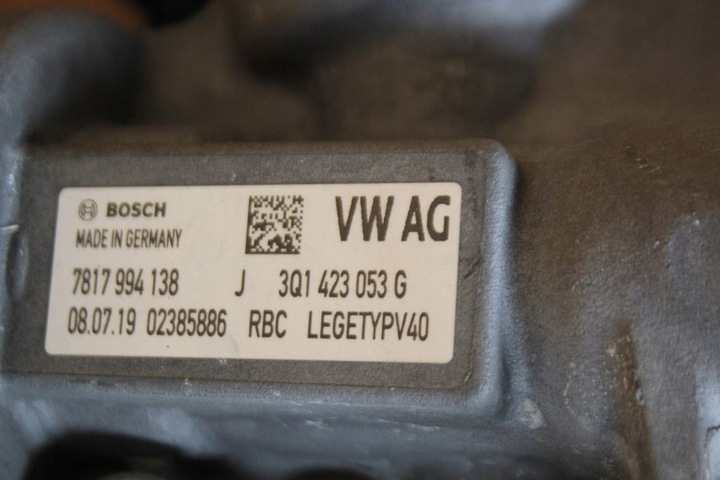 BOSCH
VW AG
MADE IN GERMANY
7817 994 138 J 3Q1 423 053 G
08.07.19 02385886 RBC LEGETYPV40